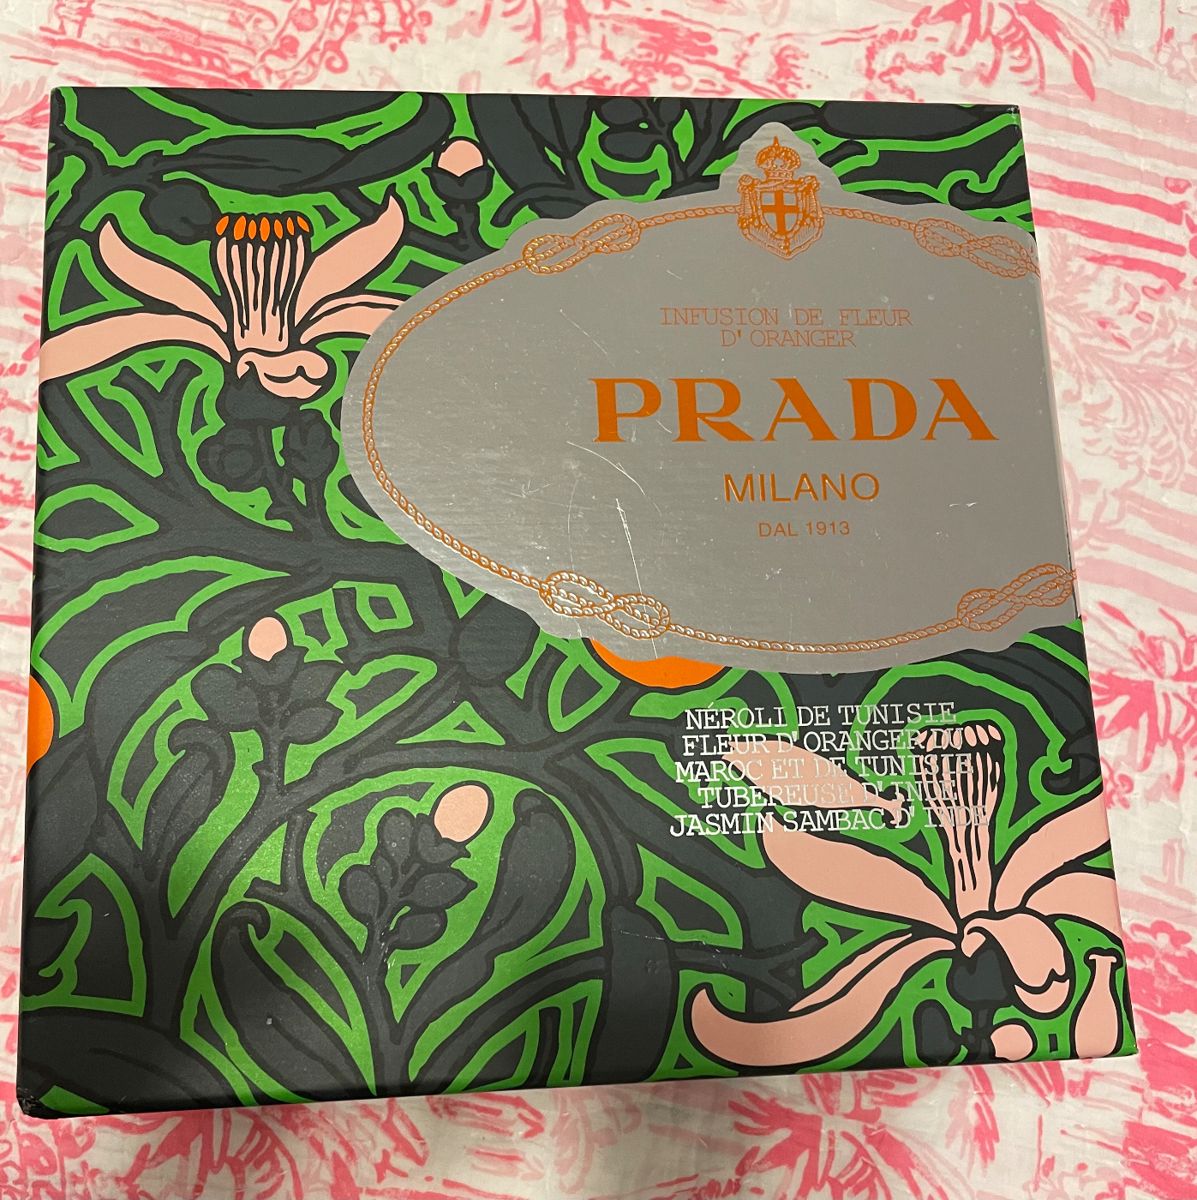 INFUSION DE FLEUR
D'ORANGER
PRADA
MILANO
DAL 1913
NÉROLI DE TUNISIE
FLEUR D'ORANGER DU
MAROC ET DE TUNISIE
TUBEREUSE D'INDE
JASMIN SAMBAC D'INDE